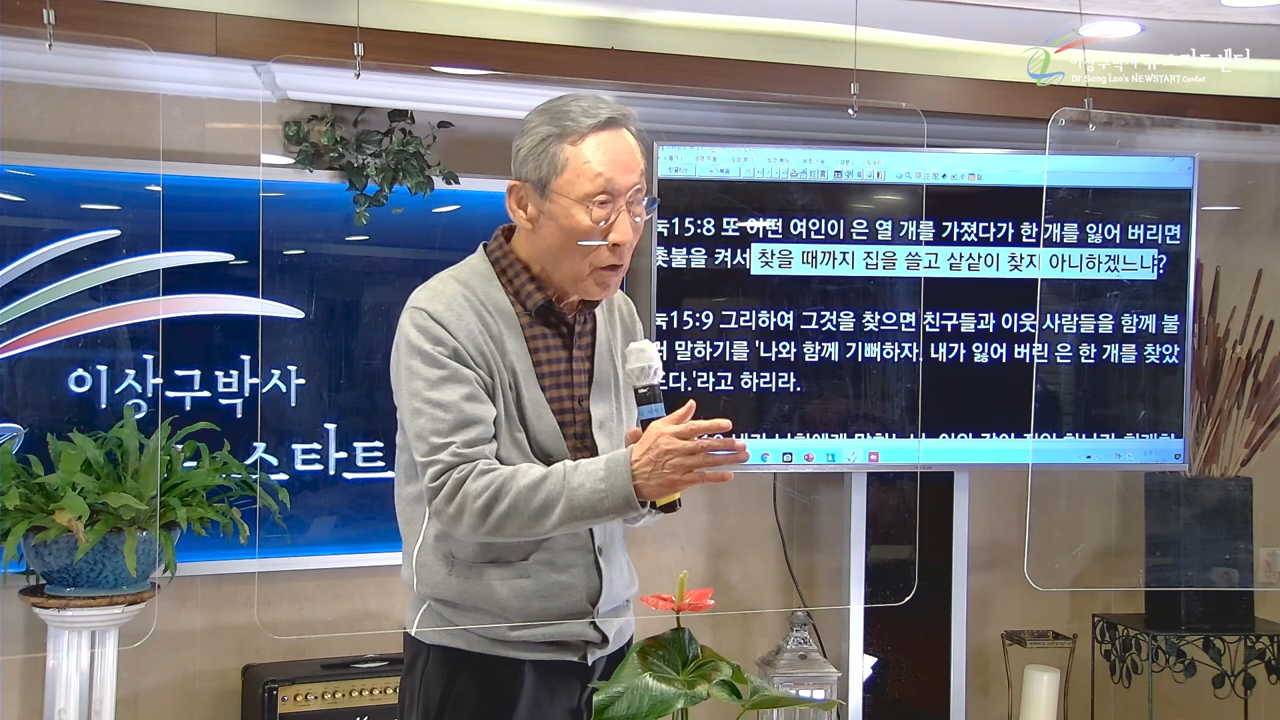 이상구박사 뉴스타트 센터
Dr. Sang Lee's NEWSTART Center
눅15:8 또 어떤 여인이 은 열 개를 가졌다가 한 개를 잃어 버리면
촛불을 켜서 찾을 때까지 집을 쓸고 샅샅이 찾지 아니하겠느냐?
눅15:9 그리하여 그것을 찾으면 친구들과 이웃 사람들을 함께 불
러 말하기를 '나와 함께 기뻐하자. 내가 잃어 버린 은 한 개를 찾았
도다.'라고 하리라.
이상구박사
스타트